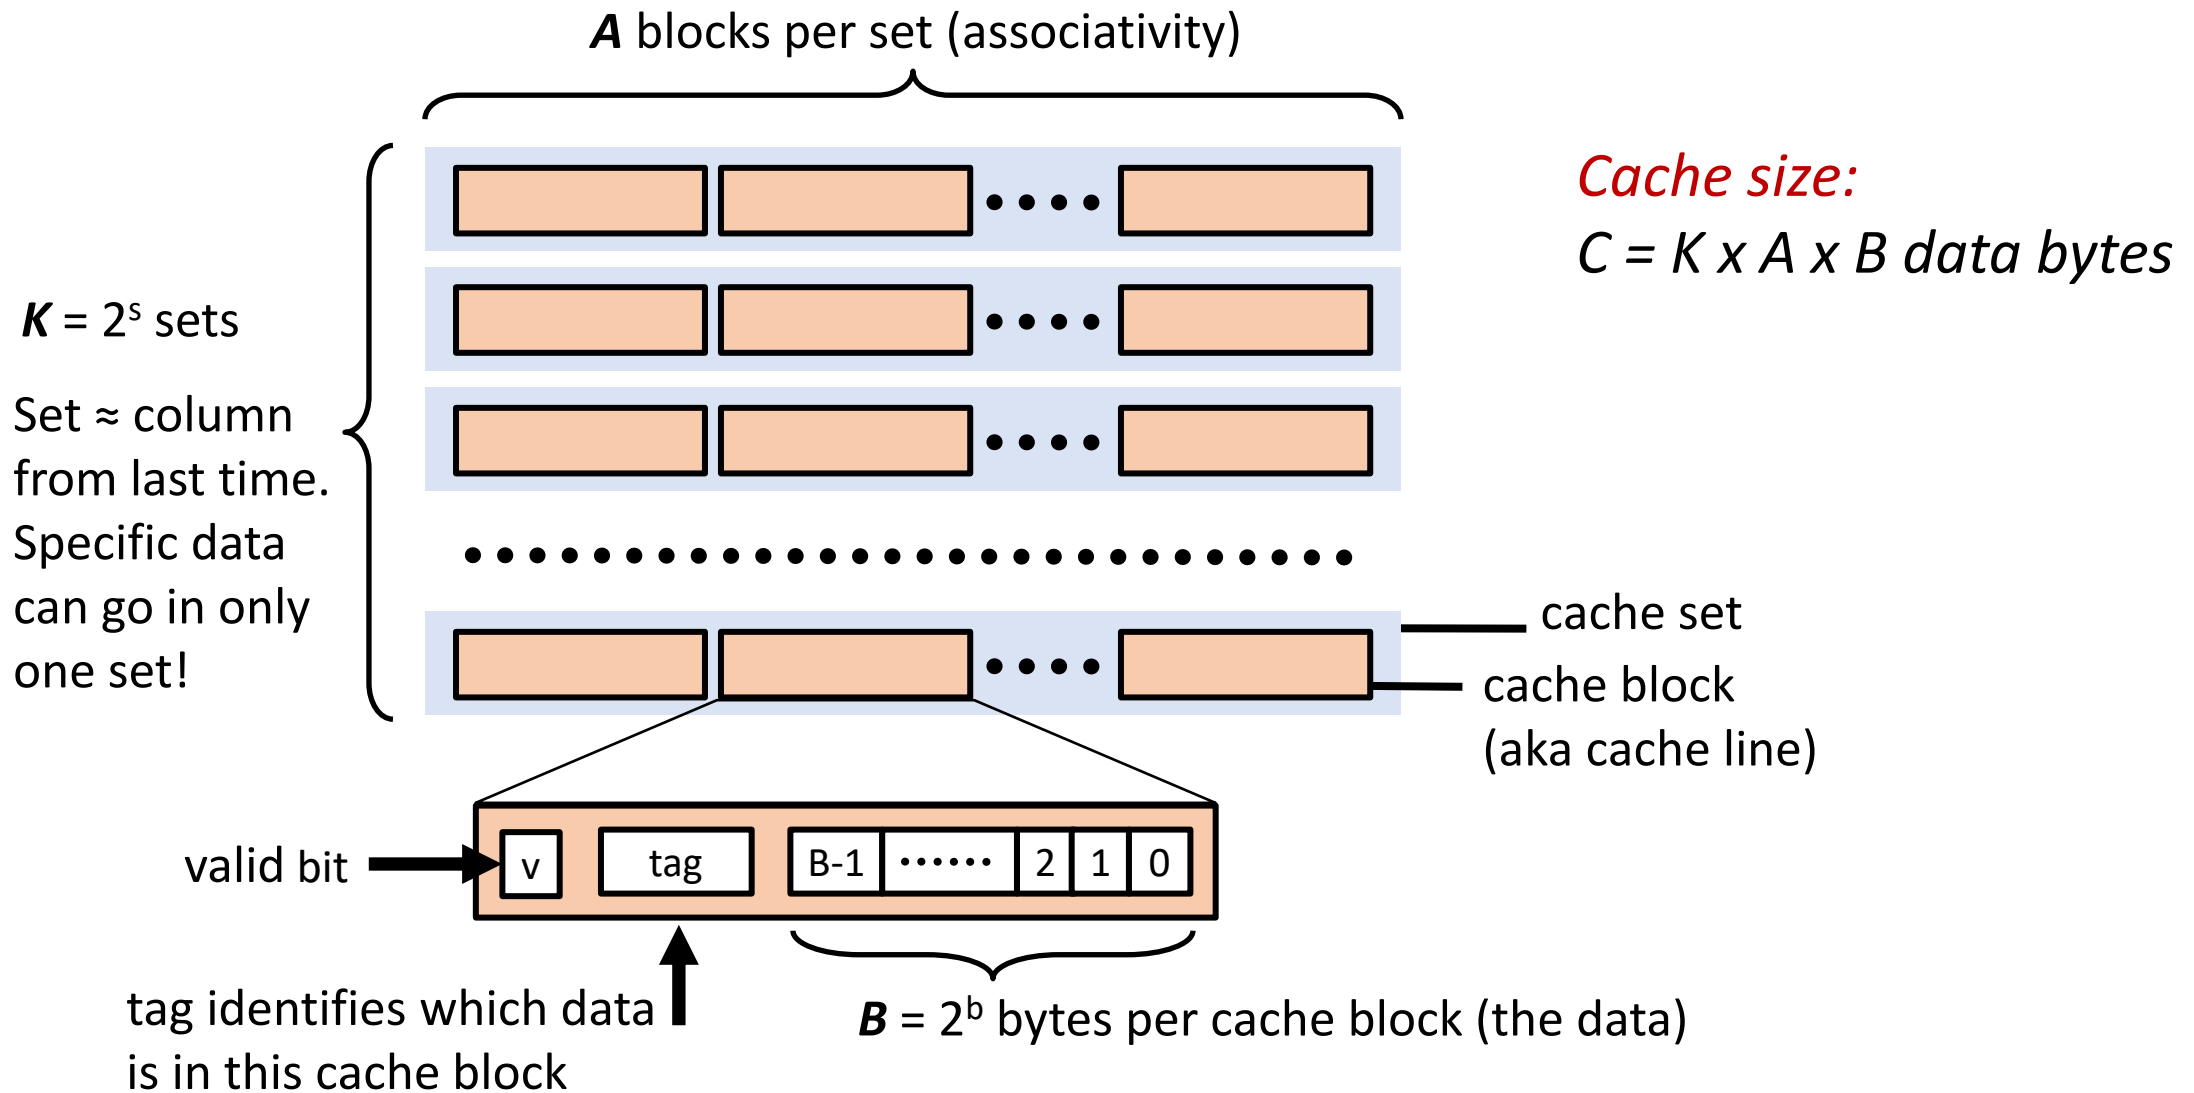 A blocks per set (associativity)
Cache size:
C = K x A x B data bytes
K = 2ˢ sets
Set ≈ column
from last time.
Specific data
can go in only
one set!
cache set
cache block
(aka cache line)
valid bit
v
tag
B-1 •••••• 2 1 0
tag identifies which data
is in this cache block
B = 2ᵇ bytes per cache block (the data)